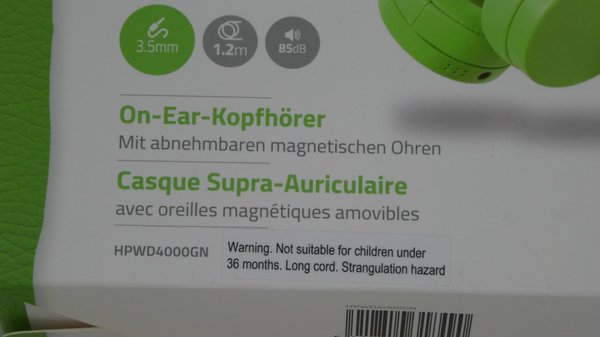 3.5mm
1.2m
85dB
On-Ear-Kopfhörer
Mit abnehmbaren magnetischen Ohren
Casque Supra-Auriculaire
avec oreilles magnétiques amovibles
HPWD4000GN
Warning. Not suitable for children under
36 months. Long cord. Strangulation hazard
HPWD4000GN